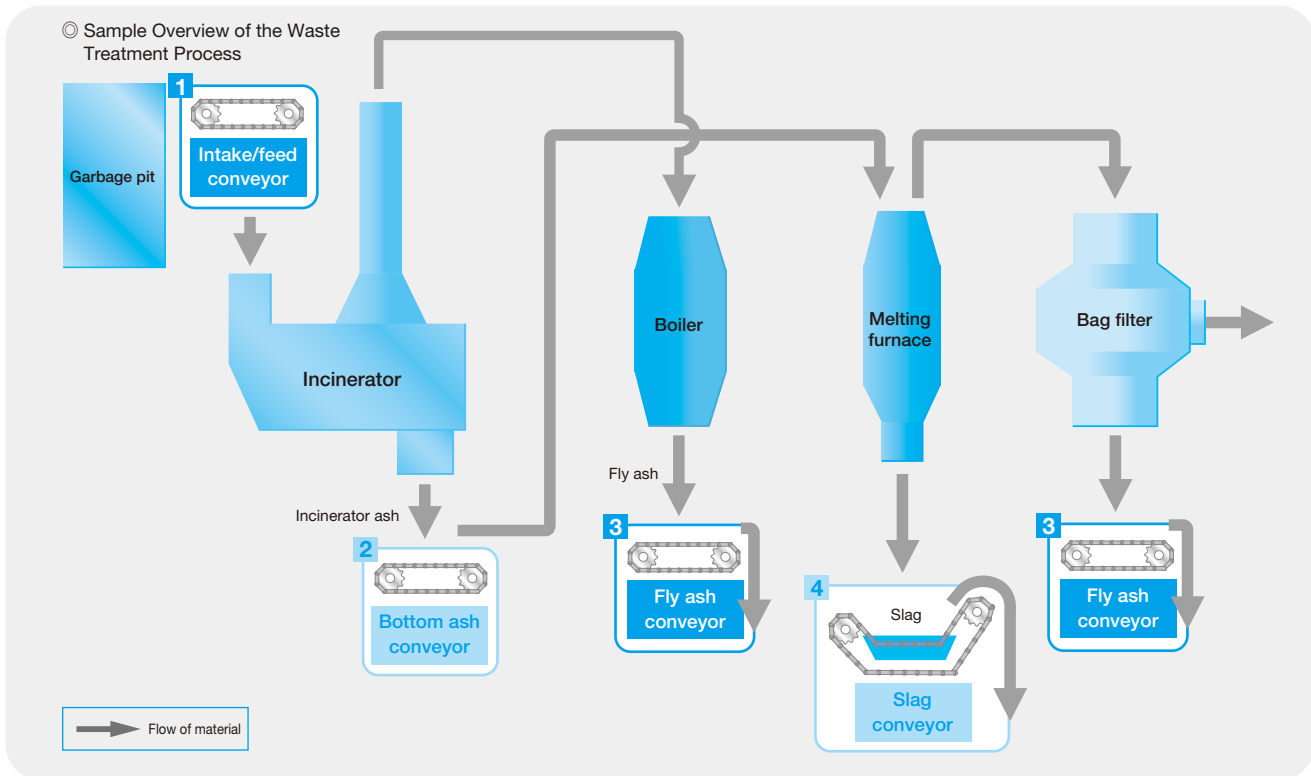 ◎ Sample Overview of the Waste
Treatment Process
1
Intake/feed
conveyor
Garbage pit
Incinerator
Boiler
Melting
furnace
Bag filter
Incinerator ash
Fly ash
2
Bottom ash
conveyor
3
Fly ash
conveyor
4
Slag
Slag
conveyor
3
Fly ash
conveyor
Flow of material